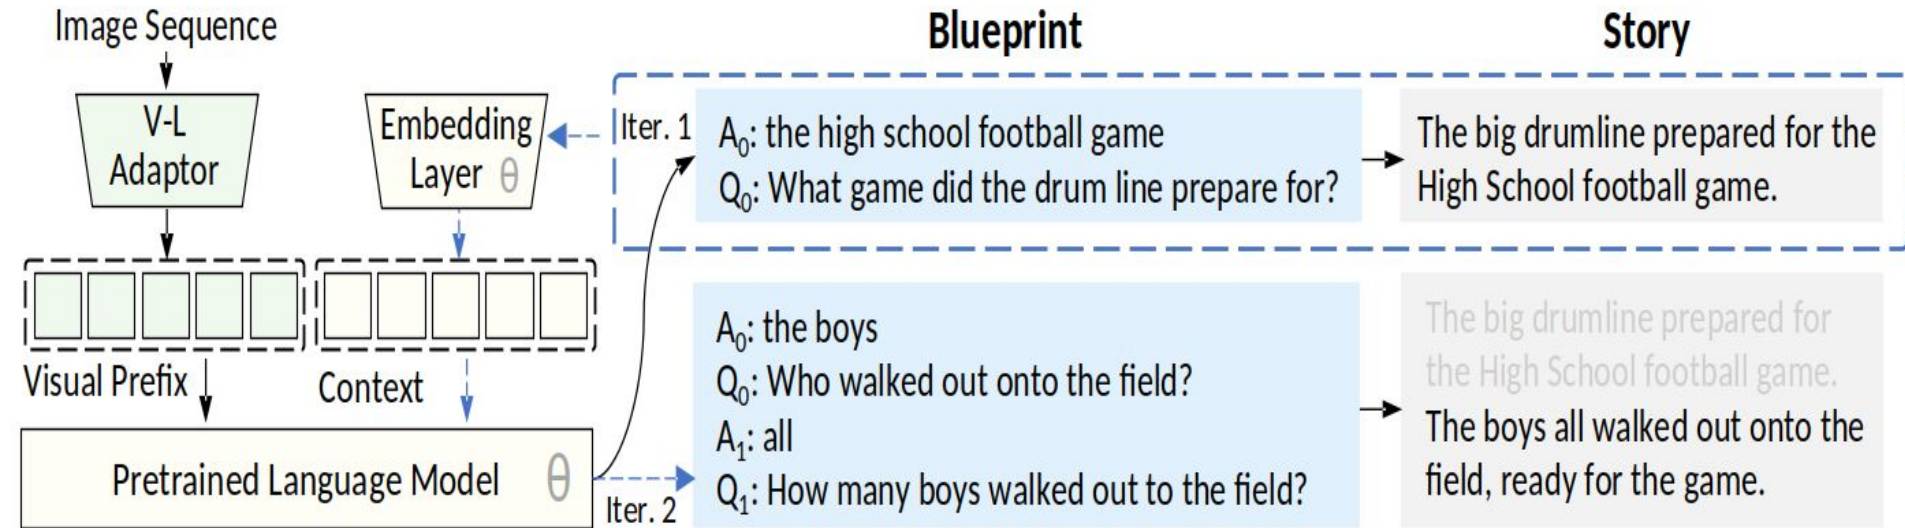 Image Sequence
V-L
Adaptor
Embedding
Layer θ
Visual Prefix
Context
Pretrained Language Model θ
Blueprint
Story
Iter. 1
A₀: the high school football game
Q₀: What game did the drum line prepare for?
The big drumline prepared for the
High School football game.
Iter. 2
A₀: the boys
Q₀: Who walked out onto the field?
A₁: all
Q₁: How many boys walked out to the field?
The big drumline prepared for
the High School football game.
The boys all walked out onto the
field, ready for the game.